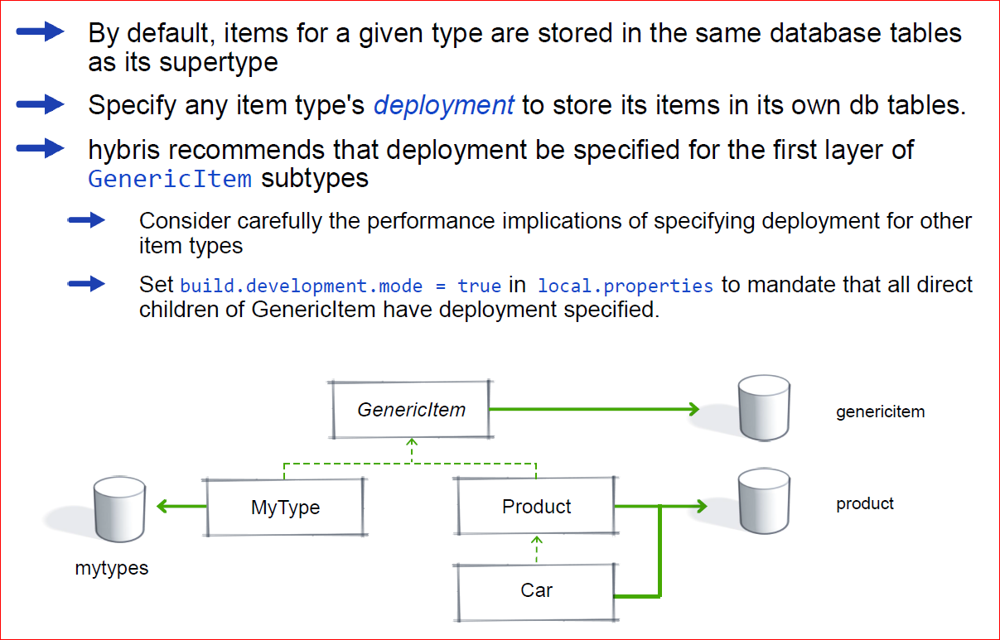 By default, items for a given type are stored in the same database tables
as its supertype
Specify any item type's deployment to store its items in its own db tables.
hybris recommends that deployment be specified for the first layer of
GenericItem subtypes
Consider carefully the performance implications of specifying deployment for other
item types
Set build.development.mode = true in local.properties to mandate that all direct
children of GenericItem have deployment specified.
GenericItem
genericitem
MyType
Product
product
mytypes
Car